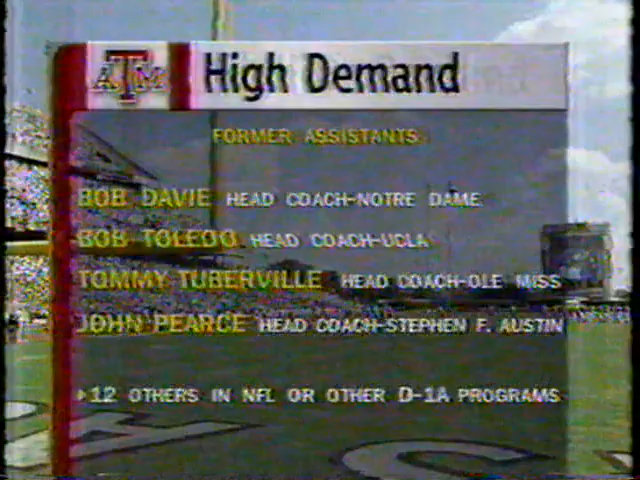 ATM High Demand
FORMER ASSISTANTS
BOB DAVIE HEAD COACH-NOTRE DAME
BOB TOLEDO HEAD COACH-UCLA
TOMMY TUBERVILLE HEAD COACH-OLE MISS
JOHN PEARCE HEAD COACH-STEPHEN F. AUSTIN
12 OTHERS IN NFL OR OTHER D-1A PROGRAMS